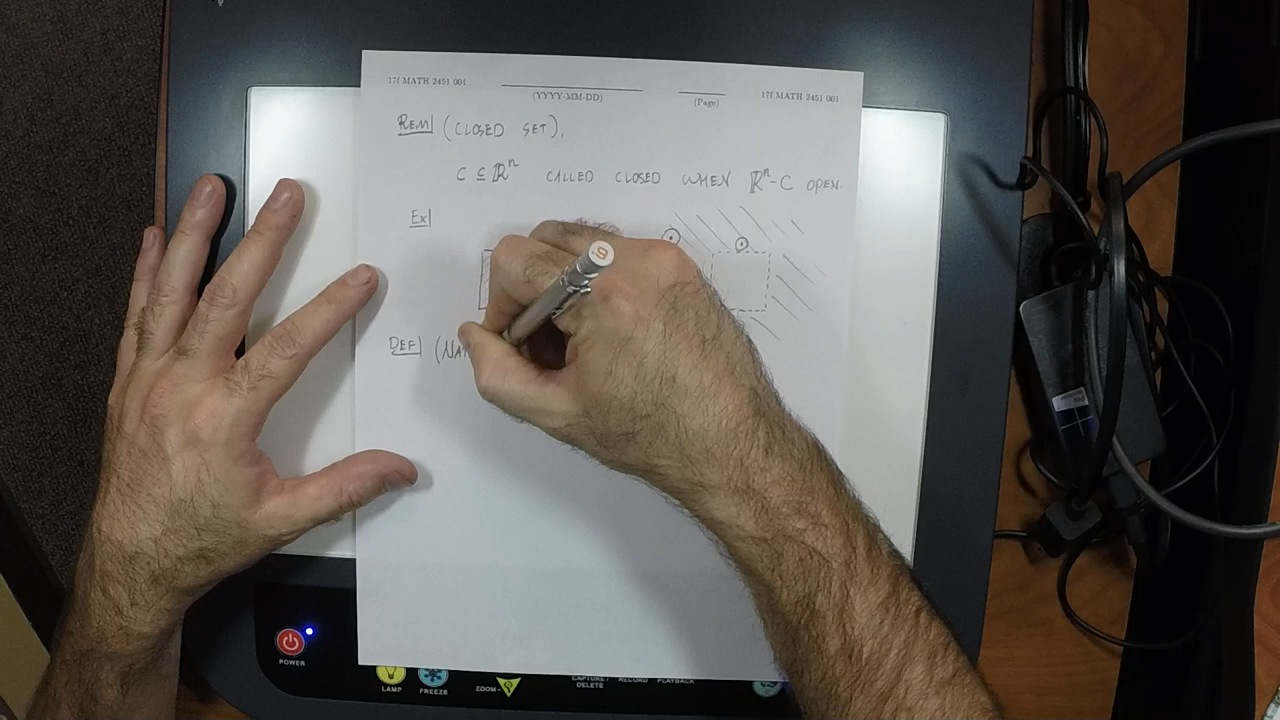 17f MATH 2451 001
(YYYY-MM-DD)
(Page)
17f MATH 2451 001
REM (CLOSED SET).
C ⊆ ℝⁿ CALLED CLOSED WHEN ℝⁿ-C OPEN.
EX
DEF (NA
POWER
LAMP
FREEZE
ZOOM
CAPTURE/
DELETE
RECORD
PLAYBACK